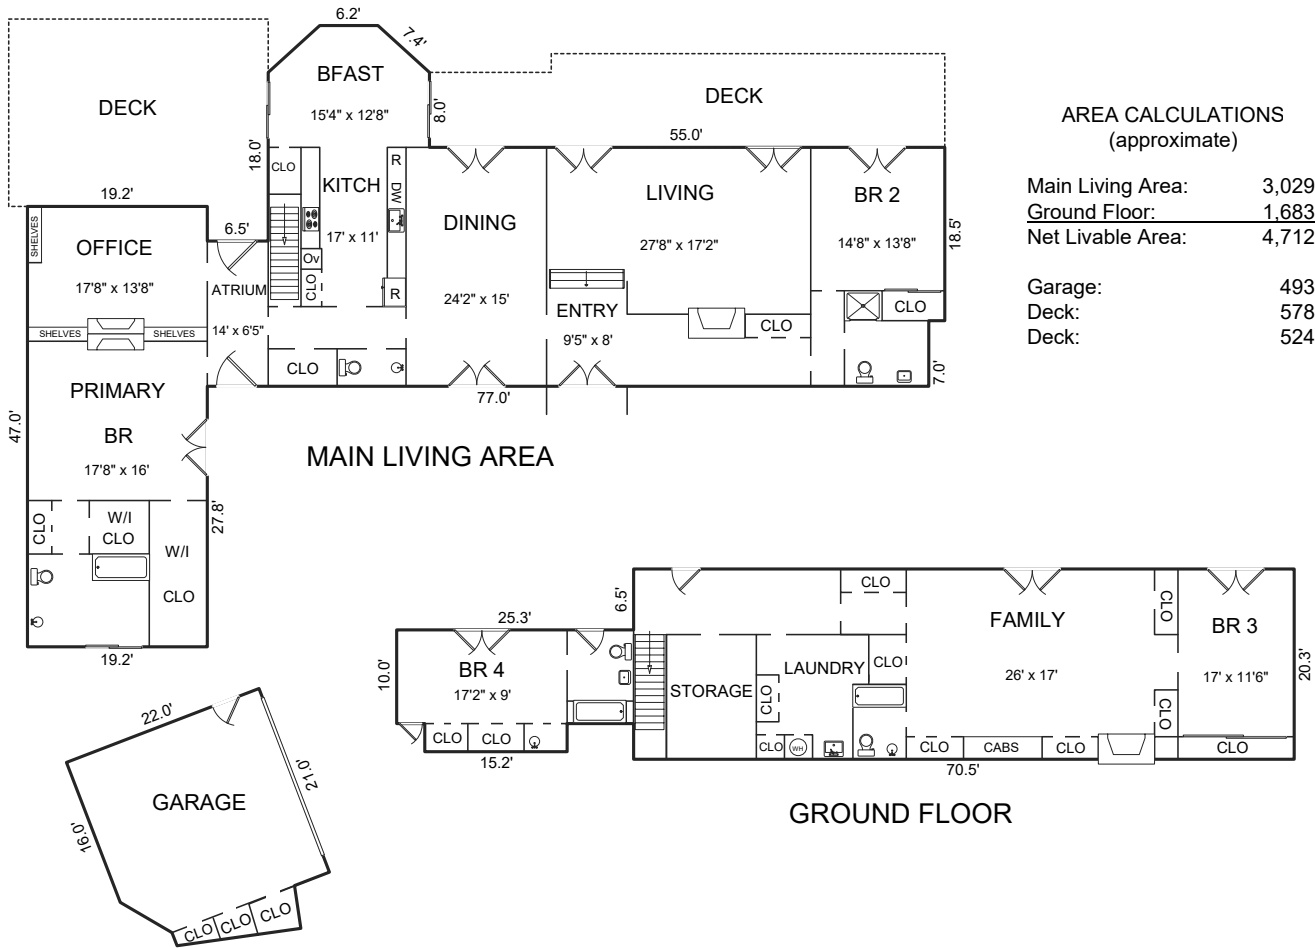 6.2'
7.4'
BFAST
15'4" x 12'8"
8.0'
DECK
DECK
18.0'
55.0'
CLO
R
DW
KITCH
17' x 11'
Ov
CLO
R
DINING
24'2" x 15'
LIVING
27'8" x 17'2"
BR 2
14'8" x 13'8"
18.5'
CLO
19.2'
6.5'
SHELVES
OFFICE
17'8" x 13'8"
ATRIUM
14' x 6'5"
SHELVES
SHELVES
ENTRY
9'5" x 8'
CLO
CLO
7.0'
77.0'
PRIMARY
BR
17'8" x 16'
47.0'
27.8'
CLO
W/I
CLO
W/I
CLO
19.2'
MAIN LIVING AREA
AREA CALCULATIONS
(approximate)
Main Living Area: 3,029
Ground Floor: 1,683
Net Livable Area: 4,712
Garage: 493
Deck: 578
Deck: 524
25.3'
6.5'
10.0'
BR 4
17'2" x 9'
CLO
CLO
15.2'
STORAGE
LAUNDRY
CLO
CLO
WH
CLO
CLO
FAMILY
26' x 17'
CLO
CABS
CLO
CLO
CLO
BR 3
17' x 11'6"
CLO
20.3'
70.5'
GROUND FLOOR
22.0'
21.0'
GARAGE
16.0'
CLO
CLO
CLO